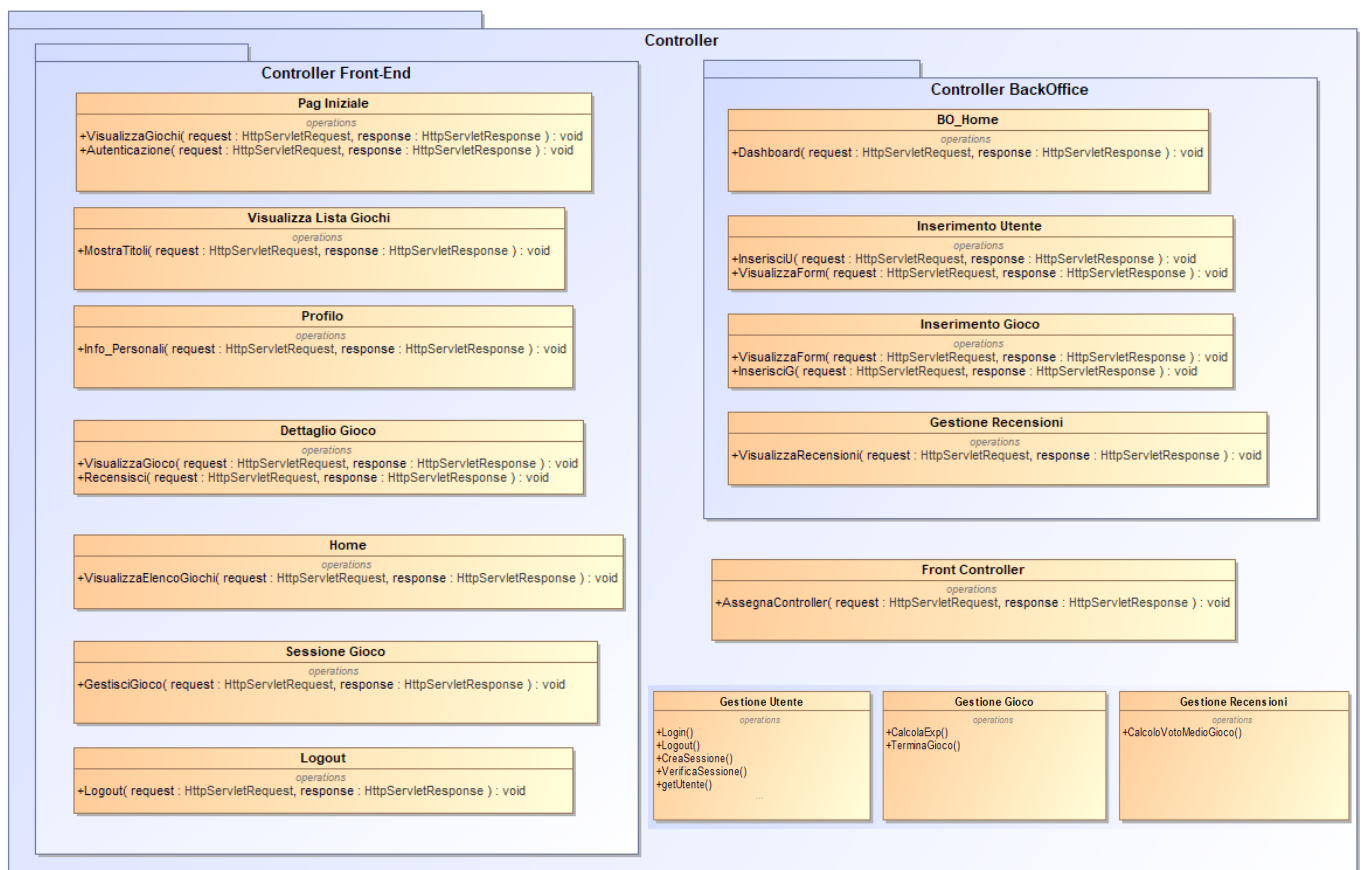 Controller
Controller Front-End
Pag Iniziale
operations
+VisualizzaGiochi( request : HttpServletRequest, response : HttpServletResponse ) : void
+Autenticazione( request : HttpServletRequest, response : HttpServletResponse ) : void
Visualizza Lista Giochi
operations
+MostraTitoli( request : HttpServletRequest, response : HttpServletResponse ) : void
Profilo
operations
+Info_Personali( request : HttpServletRequest, response : HttpServletResponse ) : void
Dettaglio Gioco
operations
+VisualizzaGioco( request : HttpServletRequest, response : HttpServletResponse ) : void
+Recensisci( request : HttpServletRequest, response : HttpServletResponse ) : void
Home
operations
+VisualizzaElencoGiochi( request : HttpServletRequest, response : HttpServletResponse ) : void
Sessione Gioco
operations
+GestisciGioco( request : HttpServletRequest, response : HttpServletResponse ) : void
Logout
operations
+Logout( request : HttpServletRequest, response : HttpServletResponse ) : void
Controller BackOffice
BO_Home
operations
+Dashboard( request : HttpServletRequest, response : HttpServletResponse ) : void
Inserimento Utente
operations
+InserisciU( request : HttpServletRequest, response : HttpServletResponse ) : void
+VisualizzaForm( request : HttpServletRequest, response : HttpServletResponse ) : void
Inserimento Gioco
operations
+VisualizzaForm( request : HttpServletRequest, response : HttpServletResponse ) : void
+InserisciG( request : HttpServletRequest, response : HttpServletResponse ) : void
Gestione Recensioni
operations
+VisualizzaRecensioni( request : HttpServletRequest, response : HttpServletResponse ) : void
Front Controller
operations
+AssegnaController( request : HttpServletRequest, response : HttpServletResponse ) : void
Gestione Utente
operations
+Login()
+Logout()
+CreaSessione()
+VerificaSessione()
+getUtente()
...
Gestione Gioco
operations
+CalcolaExp()
+TerminaGioco()
Gestione Recensioni
operations
+CalcoloVotoMedioGioco()